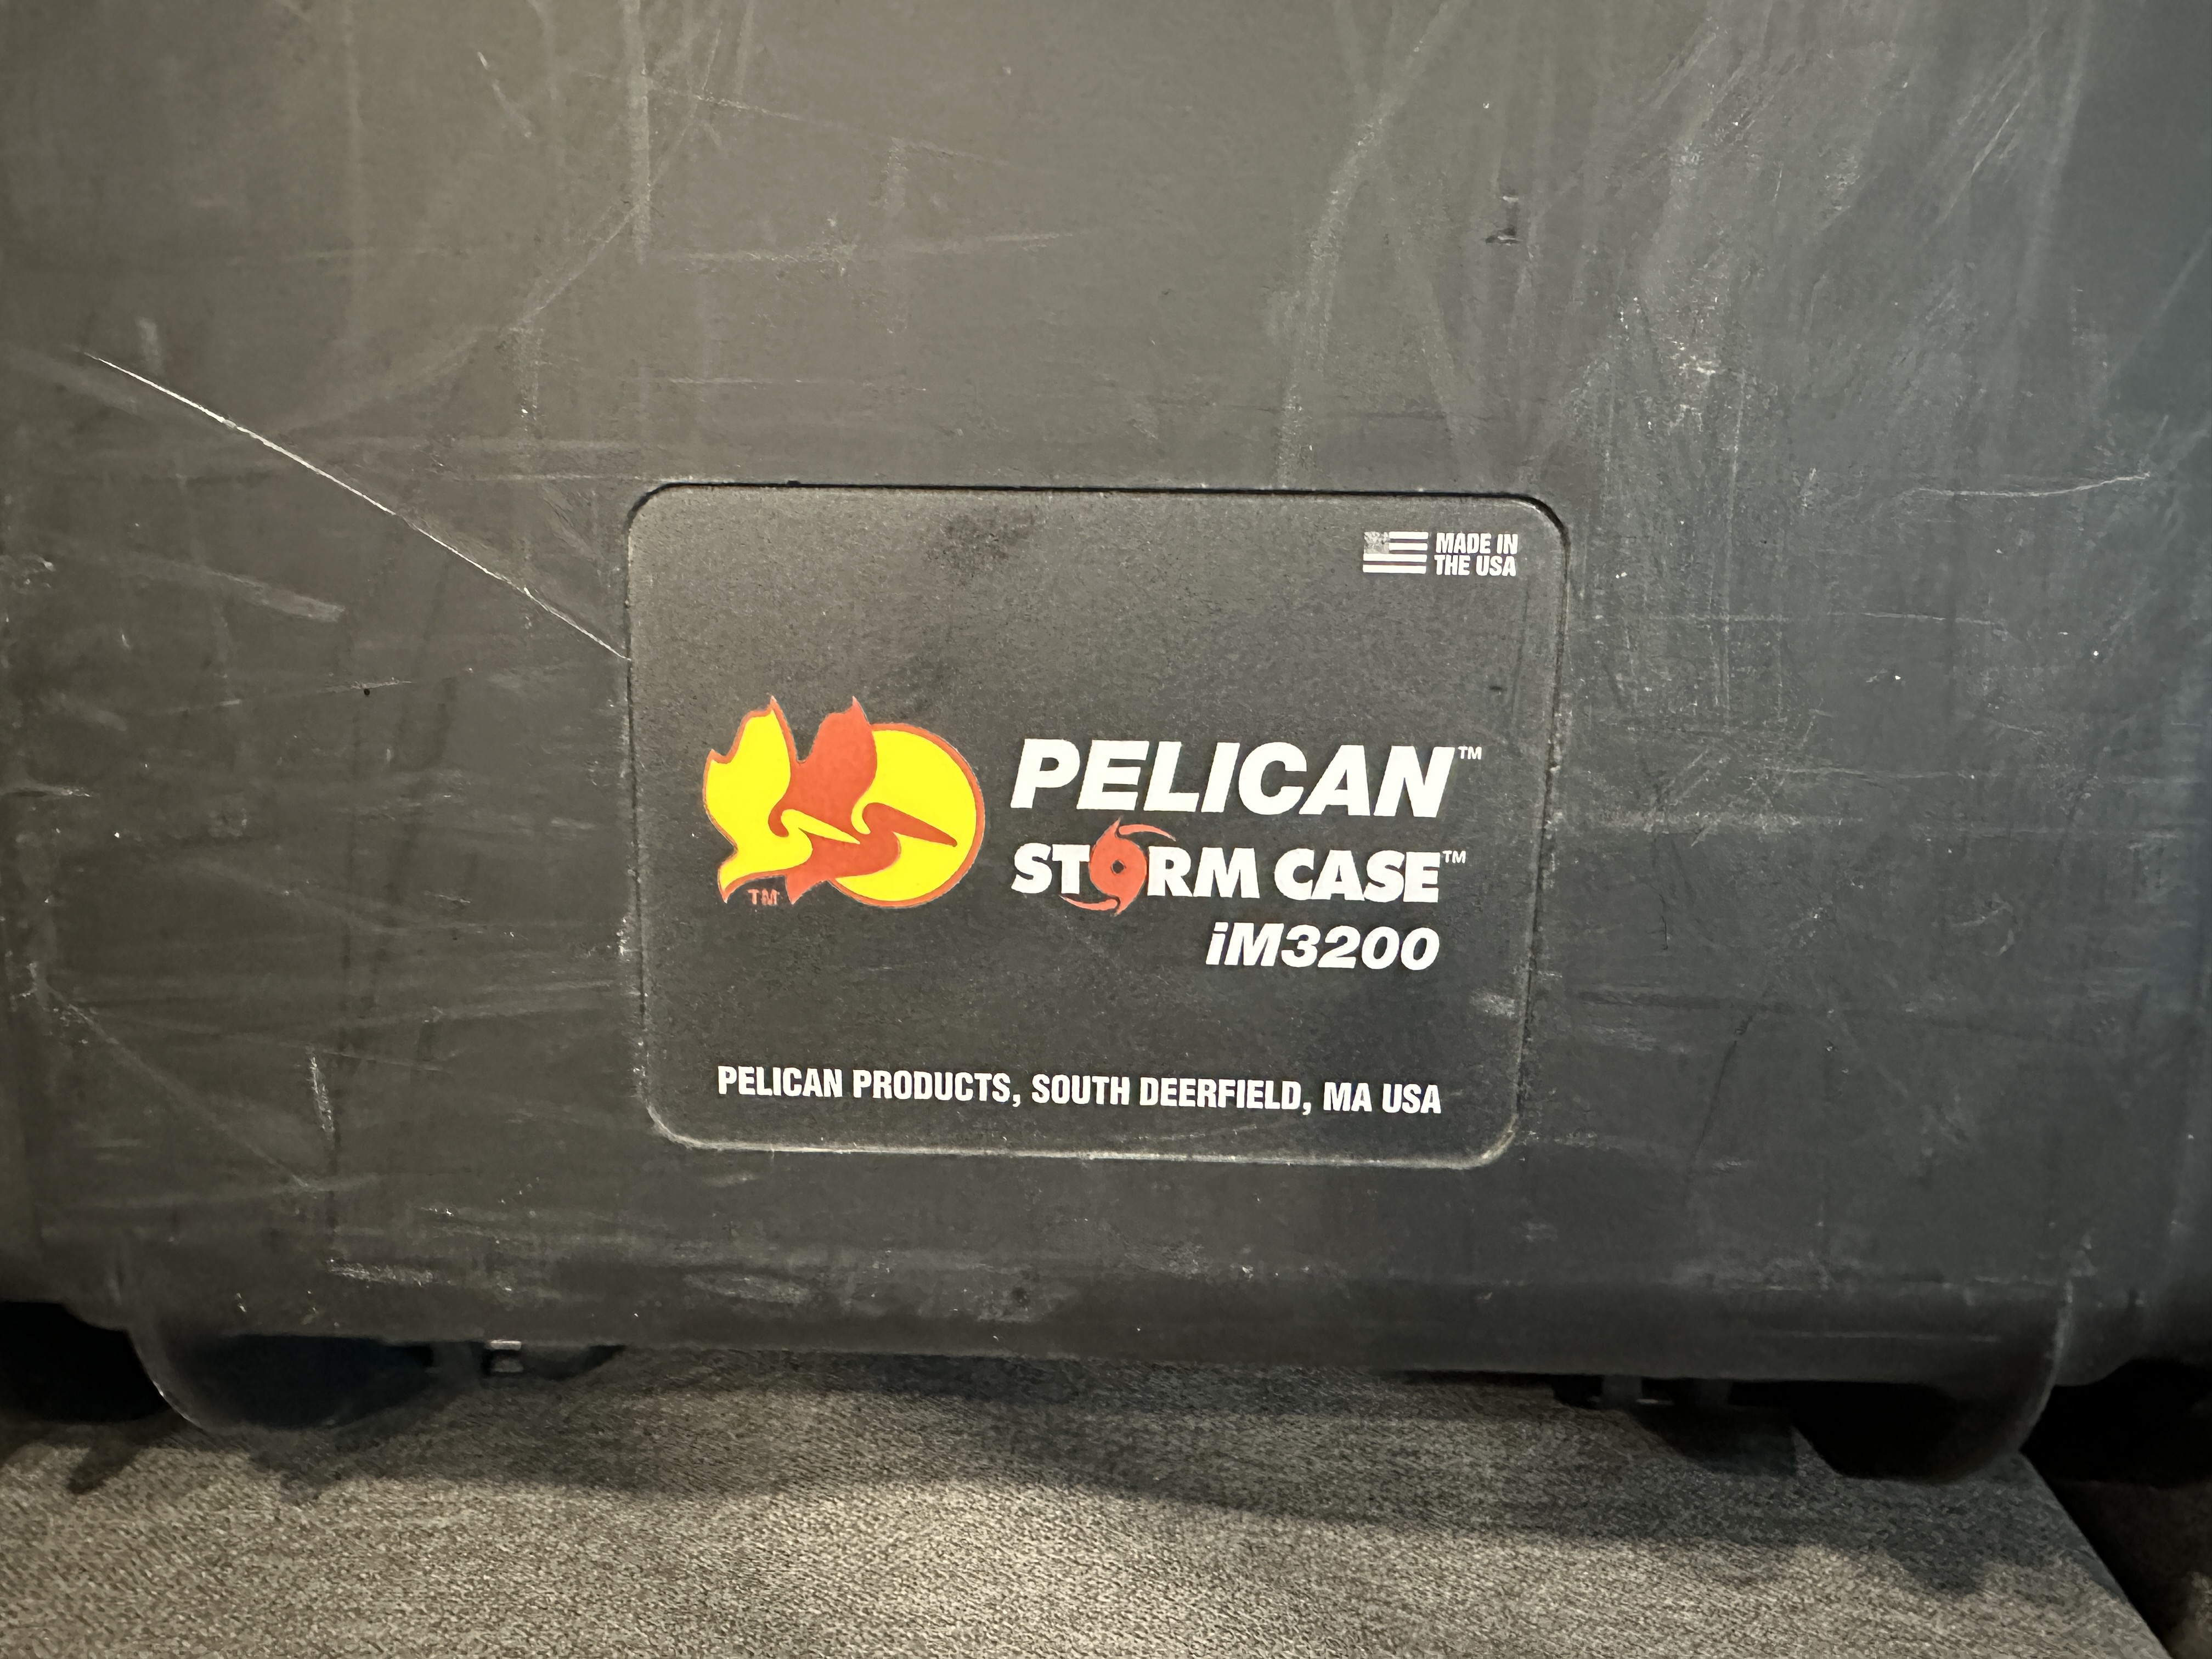 MADE IN
THE USA
PELICAN™
STORM CASE™
iM3200
TM
PELICAN PRODUCTS, SOUTH DEERFIELD, MA USA